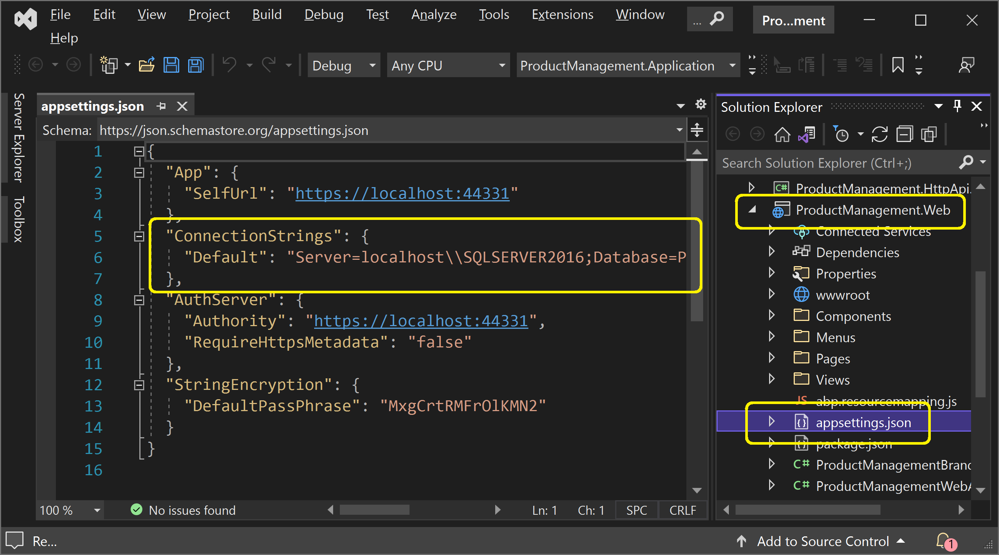 File Edit View Project Build Debug Test Analyze Tools Extensions Window ... Pro...ment
Help
Debug Any CPU ProductManagement.Application
Server Explorer
Toolbox
appsettings.json
Schema: https://json.schemastore.org/appsettings.json
1 {
2 "App": {
3 "SelfUrl": "https://localhost:44331"
4 },
5 "ConnectionStrings": {
6 "Default": "Server=localhost\\SQLSERVER2016;Database=P
7 },
8 "AuthServer": {
9 "Authority": "https://localhost:44331",
10 "RequireHttpsMetadata": "false"
11 },
12 "StringEncryption": {
13 "DefaultPassPhrase": "MxgCrtRMFrOlKMN2"
14 }
15 }
16
100 % No issues found Ln: 1 Ch: 1 SPC CRLF
Solution Explorer
Search Solution Explorer (Ctrl+;)
C# ProductManagement.HttpApi.
ProductManagement.Web
Connected Services
Dependencies
Properties
wwwroot
Components
Menus
Pages
Views
JS abp.resourcemapping.js
appsettings.json
package.json
C# ProductManagementBrand
C# ProductManagementWebA
Re... Add to Source Control 1